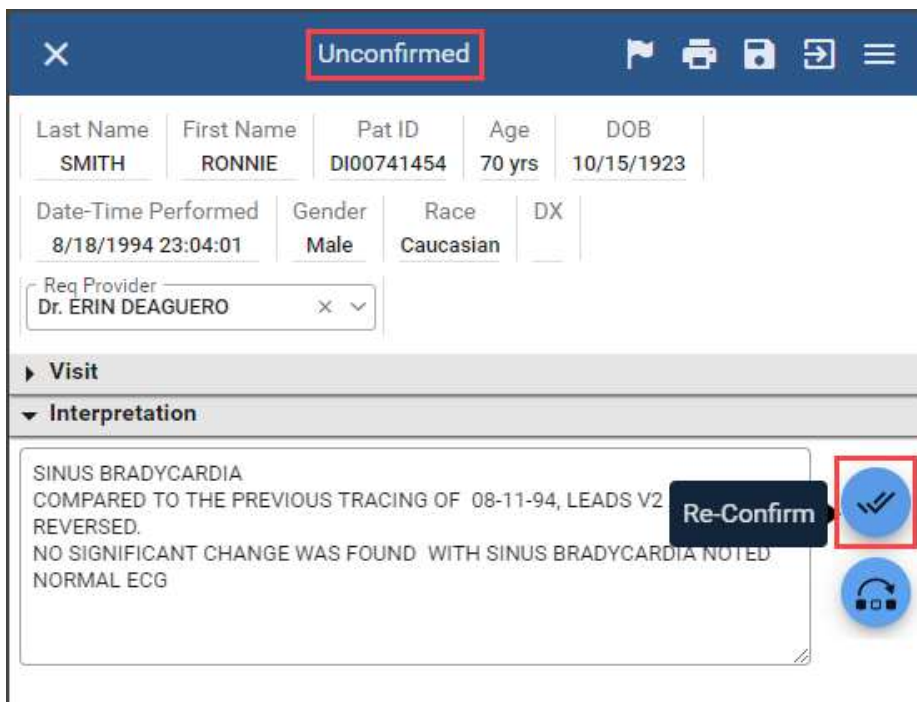 Unconfirmed
Last Name First Name Pat ID Age DOB
SMITH RONNIE DI00741454 70 yrs 10/15/1923
Date-Time Performed Gender Race DX
8/18/1994 23:04:01 Male Caucasian
Req Provider
Dr. ERIN DEAGUERO
Visit
Interpretation
SINUS BRADYCARDIA
COMPARED TO THE PREVIOUS TRACING OF 08-11-94, LEADS V2
REVERSED.
Re-Confirm
NO SIGNIFICANT CHANGE WAS FOUND WITH SINUS BRADYCARDIA NOTED
NORMAL ECG